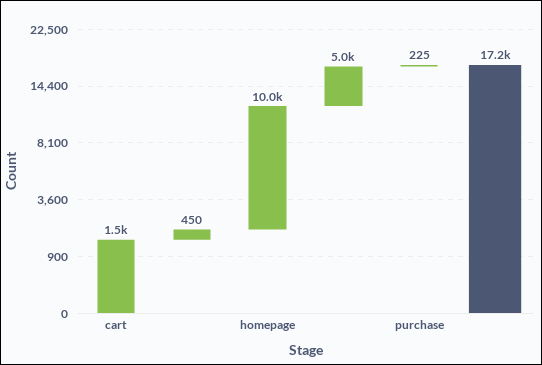 22,500
14,400
8,100
3,600
900
0
Count
1.5k
450
10.0k
5.0k
225
17.2k
cart
homepage
purchase
Stage